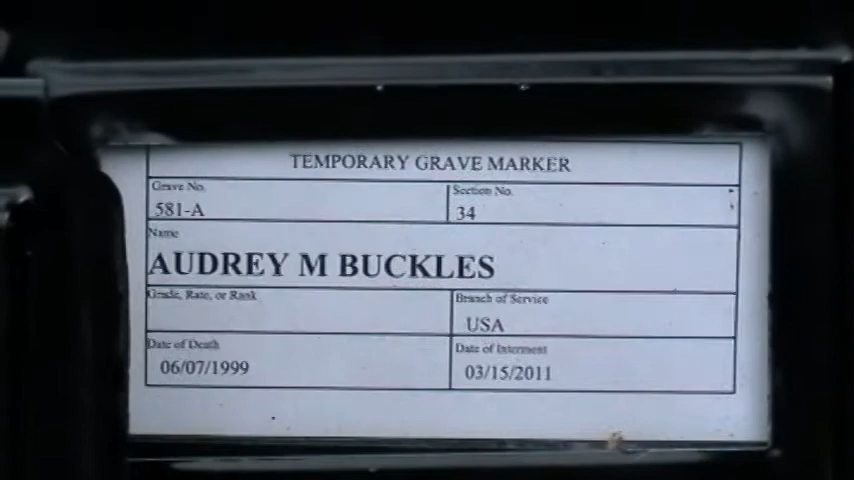 TEMPORARY GRAVE MARKER
Grave No. Section No.
581-A 34
Name
AUDREY M BUCKLES
Grade, Rate, or Rank Branch of Service
USA
Date of Death Date of Interment
06/07/1999 03/15/2011